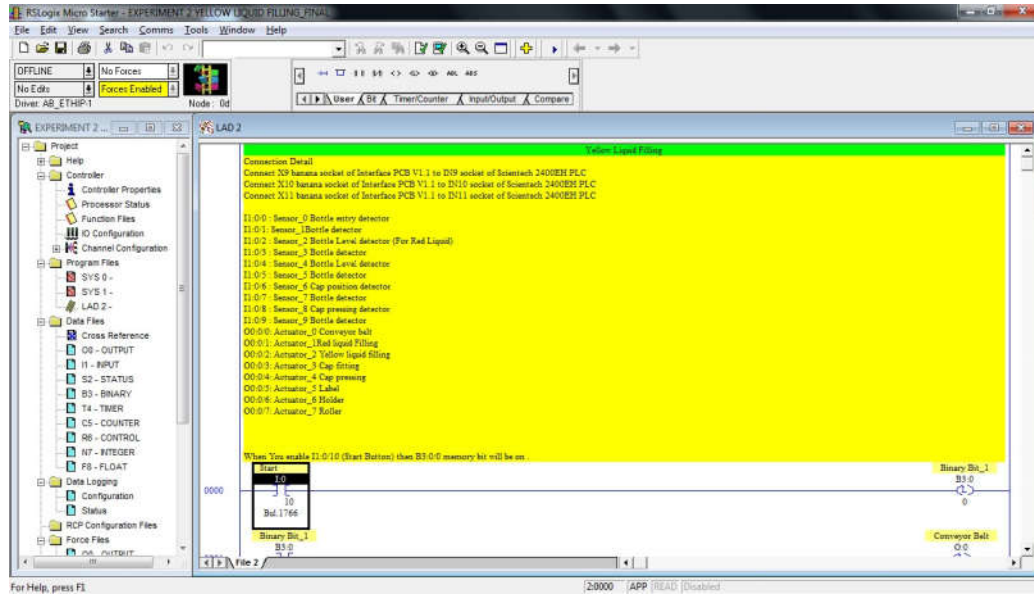 RSLogix Micro Starter - EXPERIMENT 2 YELLOW LIQUID FILLING_FINAL
File Edit View Search Comms Tools Window Help
OFFLINE No Forces
No Edits Forces Enabled
Driver: AB_ETHIP-1 Node: 0d
ABL ABS
User Bit Timer/Counter Input/Output Compare
EXPERIMENT 2 ...
Project
Help
Controller
Controller Properties
Processor Status
Function Files
IO Configuration
Channel Configuration
Program Files
SYS 0 -
SYS 1 -
LAD 2 -
Data Files
Cross Reference
O0 - OUTPUT
I1 - INPUT
S2 - STATUS
B3 - BINARY
T4 - TIMER
C5 - COUNTER
R6 - CONTROL
N7 - INTEGER
F8 - FLOAT
Data Logging
Configuration
Status
RCP Configuration Files
Force Files
O0 - OUTPUT
LAD 2
Yellow Liquid Filling
Connection Detail
Connect X9 banana socket of Interface PCB V1.1 to IN9 socket of Scientech 2400EH PLC
Connect X10 banana socket of Interface PCB V1.1 to IN10 socket of Scientech 2400EH PLC
Connect X11 banana socket of Interface PCB V1.1 to IN11 socket of Scientech 2400EH PLC
I1:0/0 : Sensor_0 Bottle entry detector
I1:0/1: Sensor_1Bottle detector
I1:0/2 : Sensor_2 Bottle Level detector (For Red Liquid)
I1:0/3 : Sensor_3 Bottle detector
I1:0/4 : Sensor_4 Bottle Level detector
I1:0/5 : Sensor_5 Bottle detector
I1:0/6 : Sensor_6 Cap position detector
I1:0/7 : Sensor_7 Bottle detector
I1:0/8 : Sensor_8 Cap pressing detector
I1:0/9 : Sensor_9 Bottle detector
O0:0/0: Actuator_0 Conveyor belt
O0:0/1: Actuator_1Red liquid Filling
O0:0/2: Actuator_2 Yellow liquid filling
O0:0/3: Actuator_3 Cap fitting
O0:0/4: Actuator_4 Cap pressing
O0:0/5: Actuator_5 Label
O0:0/6: Actuator_6 Holder
O0:0/7: Actuator_7 Roller
When You enable I1:0/10 (Start Button) then B3:0/0 memory bit will be on .
Start Binary Bit_1
I:0 B3:0
0000 L
10 0
Bul.1766
Binary Bit_1 Conveyor Belt
B3:0 O:0
File 2
For Help, press F1 2:0000 APP READ Disabled